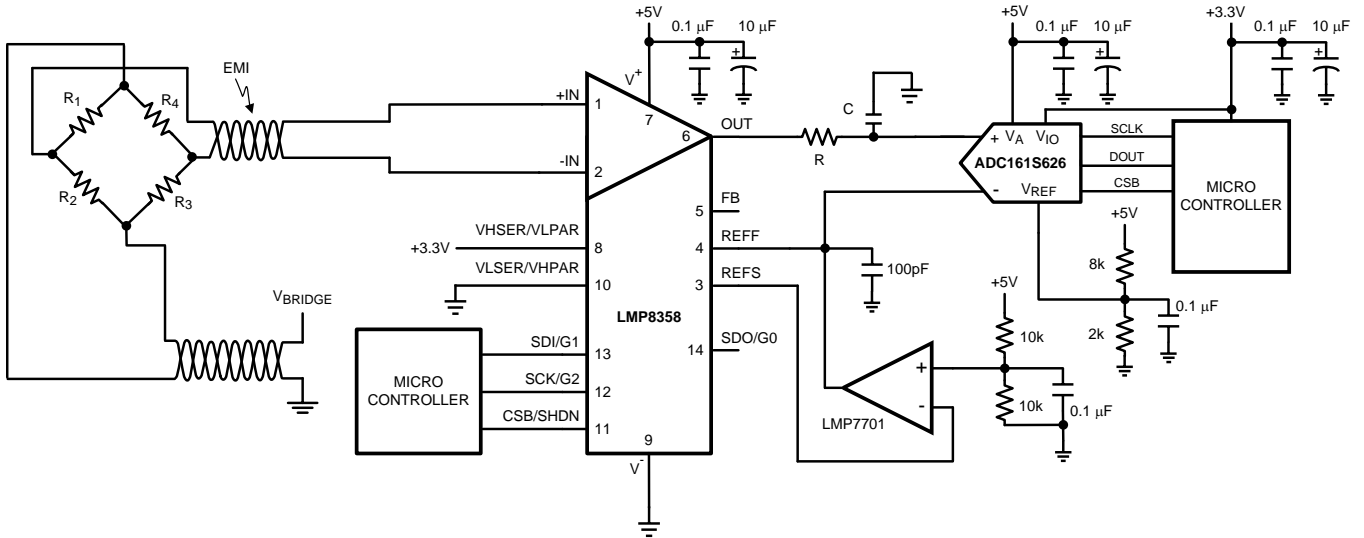 +5V
0.1 µF
10 µF
+
+5V
0.1 µF
10 µF
+
+3.3V
0.1 µF
10 µF
+
EMI
R1
R4
R2
R3
+IN
1
-IN
2
V+
7
6
OUT
R
C
+
VA
VIO
ADC161S626
-
VREF
SCLK
DOUT
CSB
MICRO
CONTROLLER
5
FB
4
REFF
3
REFS
14
SDO/G0
VHSER/VLPAR
+3.3V
8
VLSER/VHPAR
10
LMP8358
100pF
+5V
8k
2k
0.1 µF
VBRIDGE
MICRO
CONTROLLER
SDI/G1
13
SCK/G2
12
CSB/SHDN
11
9
V-
+
-
LMP7701
+5V
10k
10k
0.1 µF